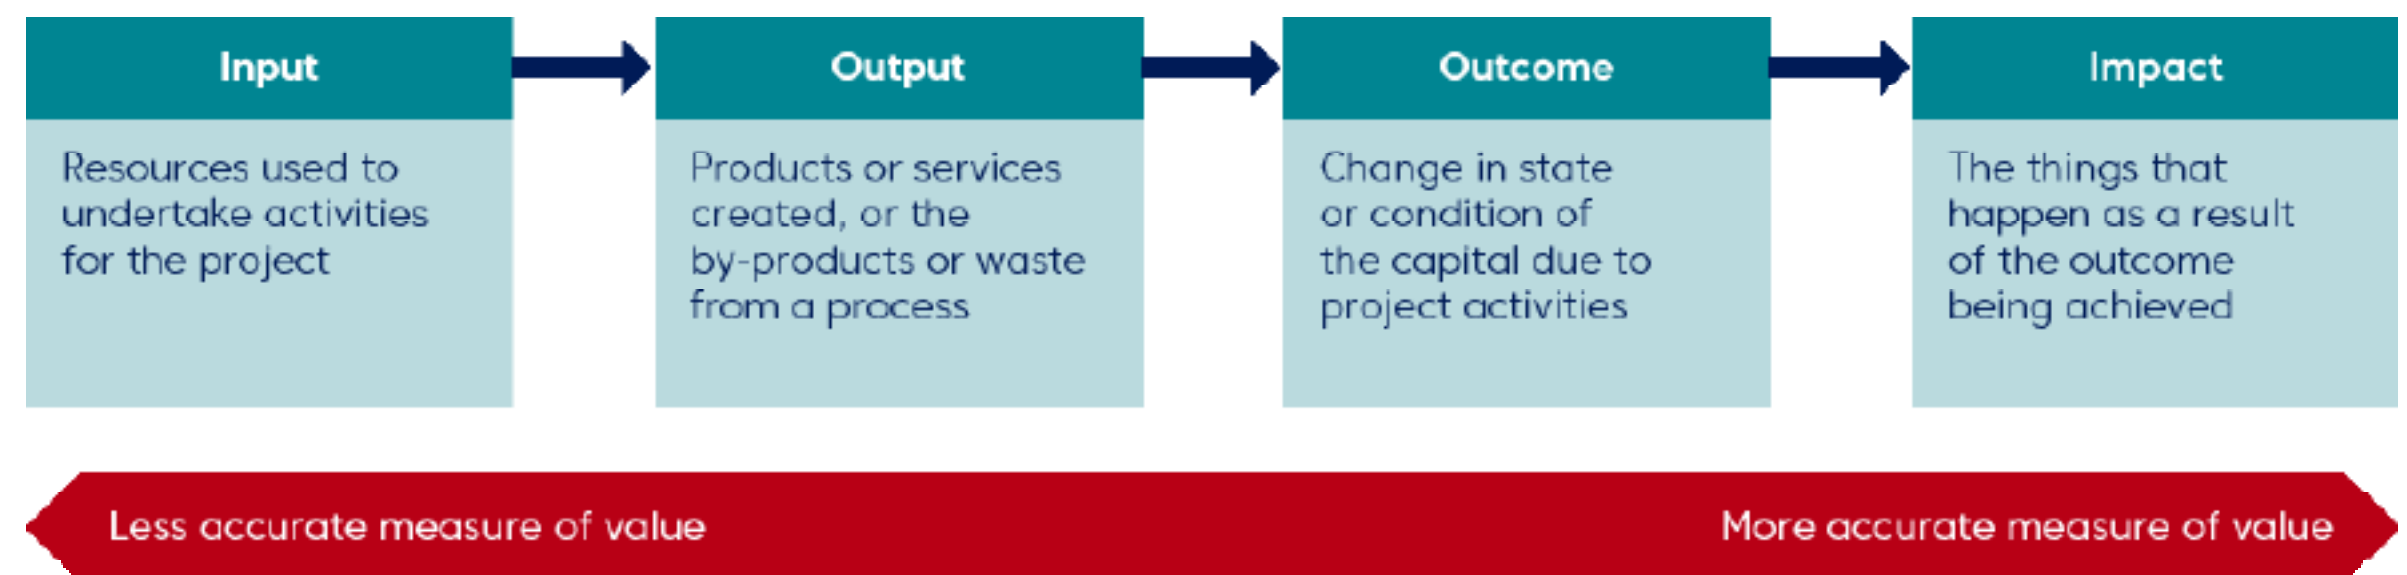 Input
Resources used to
undertake activities
for the project
Output
Products or services
created, or the
by-products or waste
from a process
Outcome
Change in state
or condition of
the capital due to
project activities
Impact
The things that
happen as a result
of the outcome
being achieved
Less accurate measure of value
More accurate measure of value